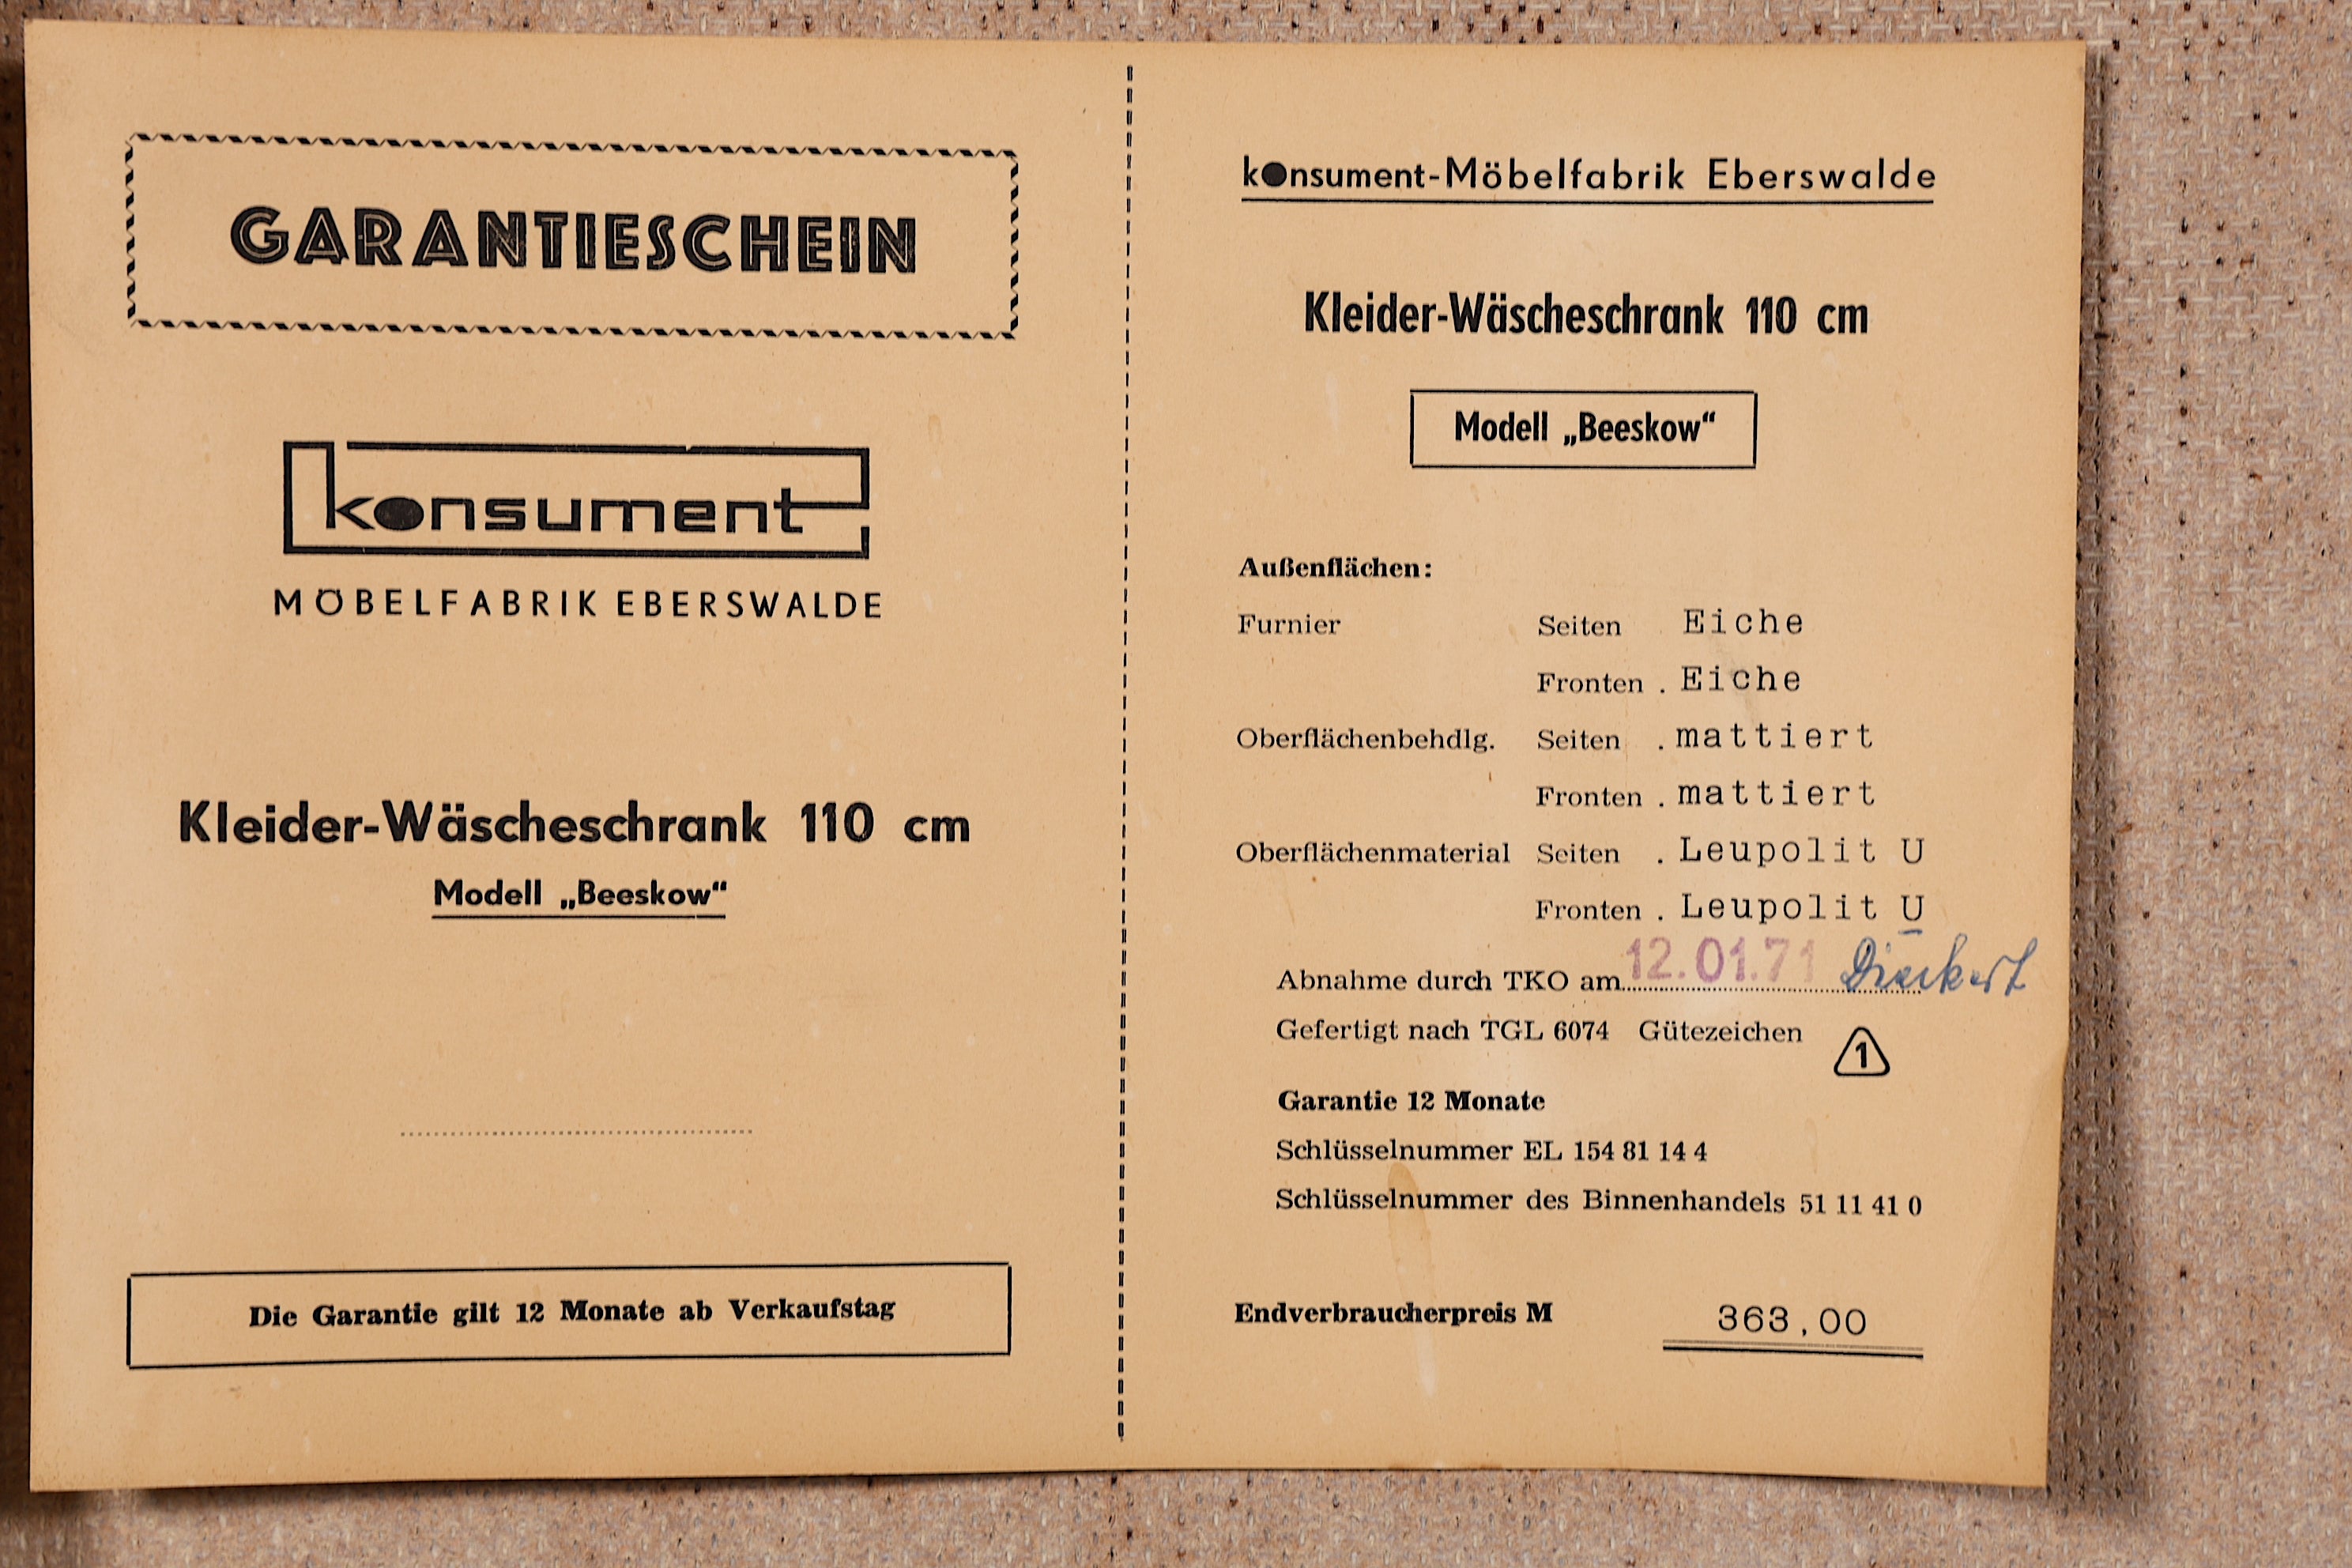 GARANTIESCHEIN
konsument
MÖBELFABRIK EBERSWALDE
Kleider-Wäscheschrank 110 cm
Modell „Beeskow“
Die Garantie gilt 12 Monate ab Verkaufstag
konsument-Möbelfabrik Eberswalde
Kleider-Wäscheschrank 110 cm
Modell „Beeskow“
Außenflächen:
Furnier Seiten Eiche
Fronten . Eiche
Oberflächenbehdlg. Seiten . mattiert
Fronten . mattiert
Oberflächenmaterial Seiten . Leupolit U
Fronten . Leupolit U
Abnahme durch TKO am 12.01.71
Gefertigt nach TGL 6074 Gütezeichen 1
Garantie 12 Monate
Schlüsselnummer EL 154 81 14 4
Schlüsselnummer des Binnenhandels 51 11 41 0
Endverbraucherpreis M 363,00